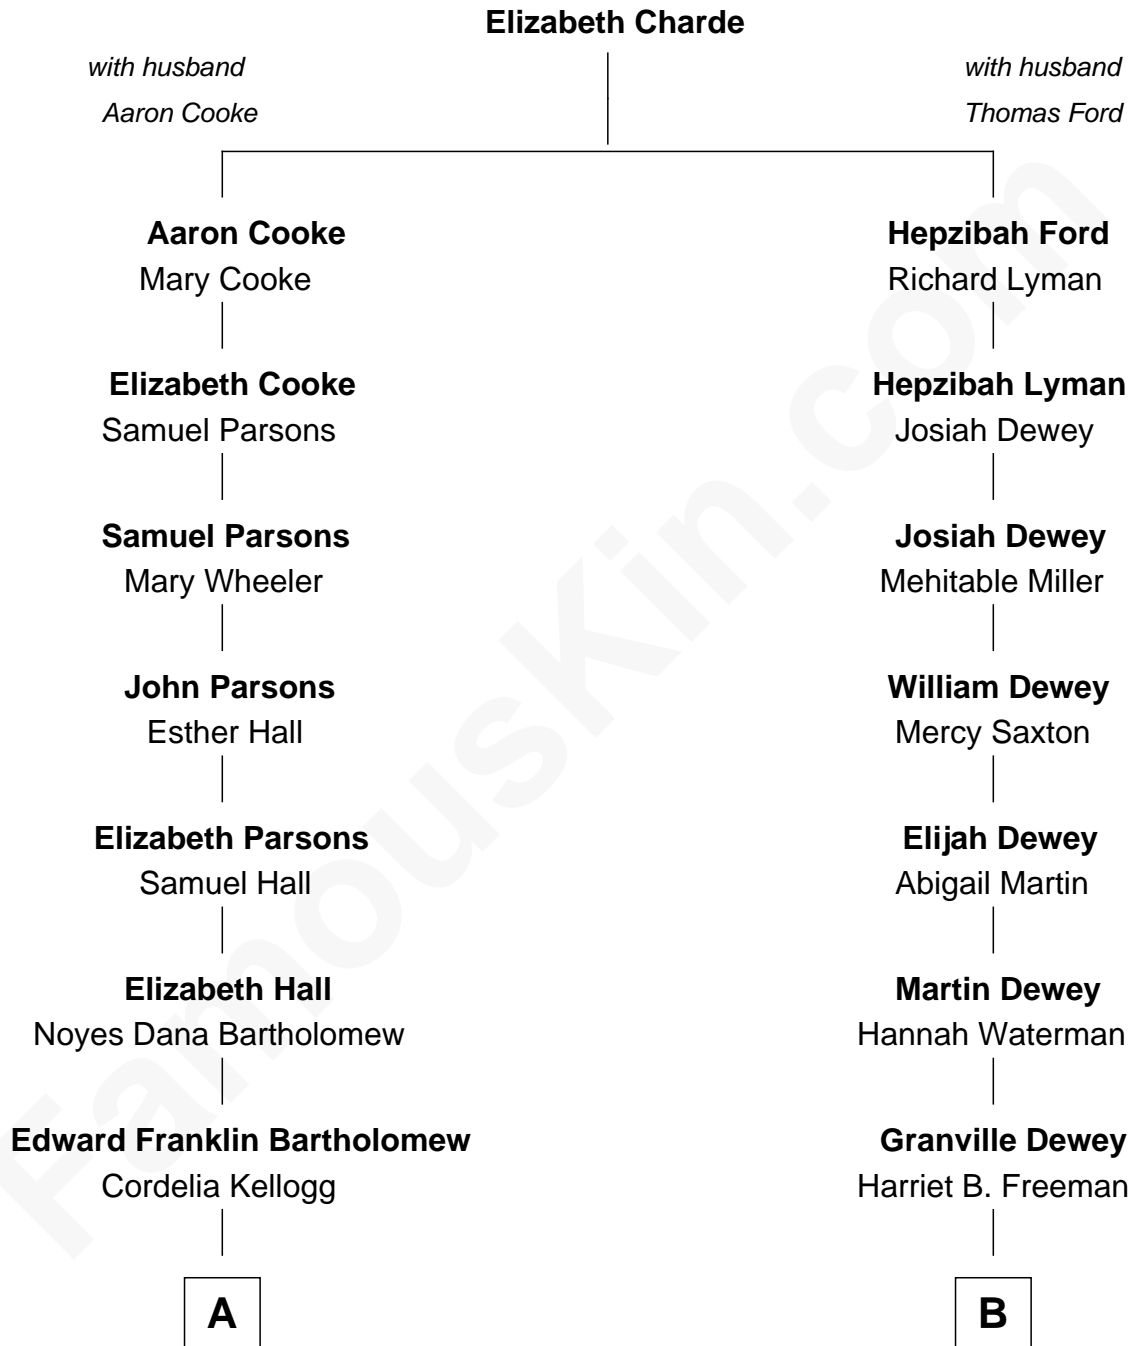 Elizabeth Charde
with husband
Aaron Cooke
with husband
Thomas Ford
Aaron Cooke
Mary Cooke
Hepzibah Ford
Richard Lyman
Elizabeth Cooke
Samuel Parsons
Hepzibah Lyman
Josiah Dewey
Samuel Parsons
Mary Wheeler
Josiah Dewey
Mehitable Miller
John Parsons
Esther Hall
William Dewey
Mercy Saxton
Elizabeth Parsons
Samuel Hall
Elijah Dewey
Abigail Martin
Elizabeth Hall
Noyes Dana Bartholomew
Martin Dewey
Hannah Waterman
Edward Franklin Bartholomew
Cordelia Kellogg
Granville Dewey
Harriet B. Freeman
A
B
FamousKin.com